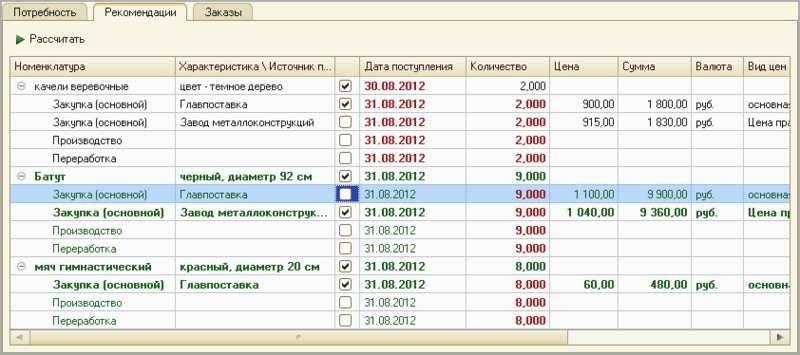 Потребность Рекомендации Заказы
Рассчитать
Номенклатура Характеристика \ Источник п... Дата поступления Количество Цена Сумма Валюта Вид цен
качели веревочные цвет - темное дерево 30.08.2012 2,000
Закупка (основной) Главпоставка 31.08.2012 2,000 900,00 1 800,00 руб. основная
Закупка (основной) Завод металлоконструкций 31.08.2012 2,000 915,00 1 830,00 руб. Цена пра
Производство 31.08.2012 2,000
Переработка 31.08.2012 2,000
Батут черный, диаметр 92 см 31.08.2012 9,000
Закупка (основной) Главпоставка 31.08.2012 9,000 1 100,00 9 900,00 руб. основная
Закупка (основной) Завод металлоконструк... 31.08.2012 9,000 1 040,00 9 360,00 руб. Цена пр
Производство 31.08.2012 9,000
Переработка 31.08.2012 9,000
мяч гимнастический красный, диаметр 20 см 31.08.2012 8,000
Закупка (основной) Главпоставка 31.08.2012 8,000 60,00 480,00 руб. основн
Производство 31.08.2012 8,000
Переработка 31.08.2012 8,000